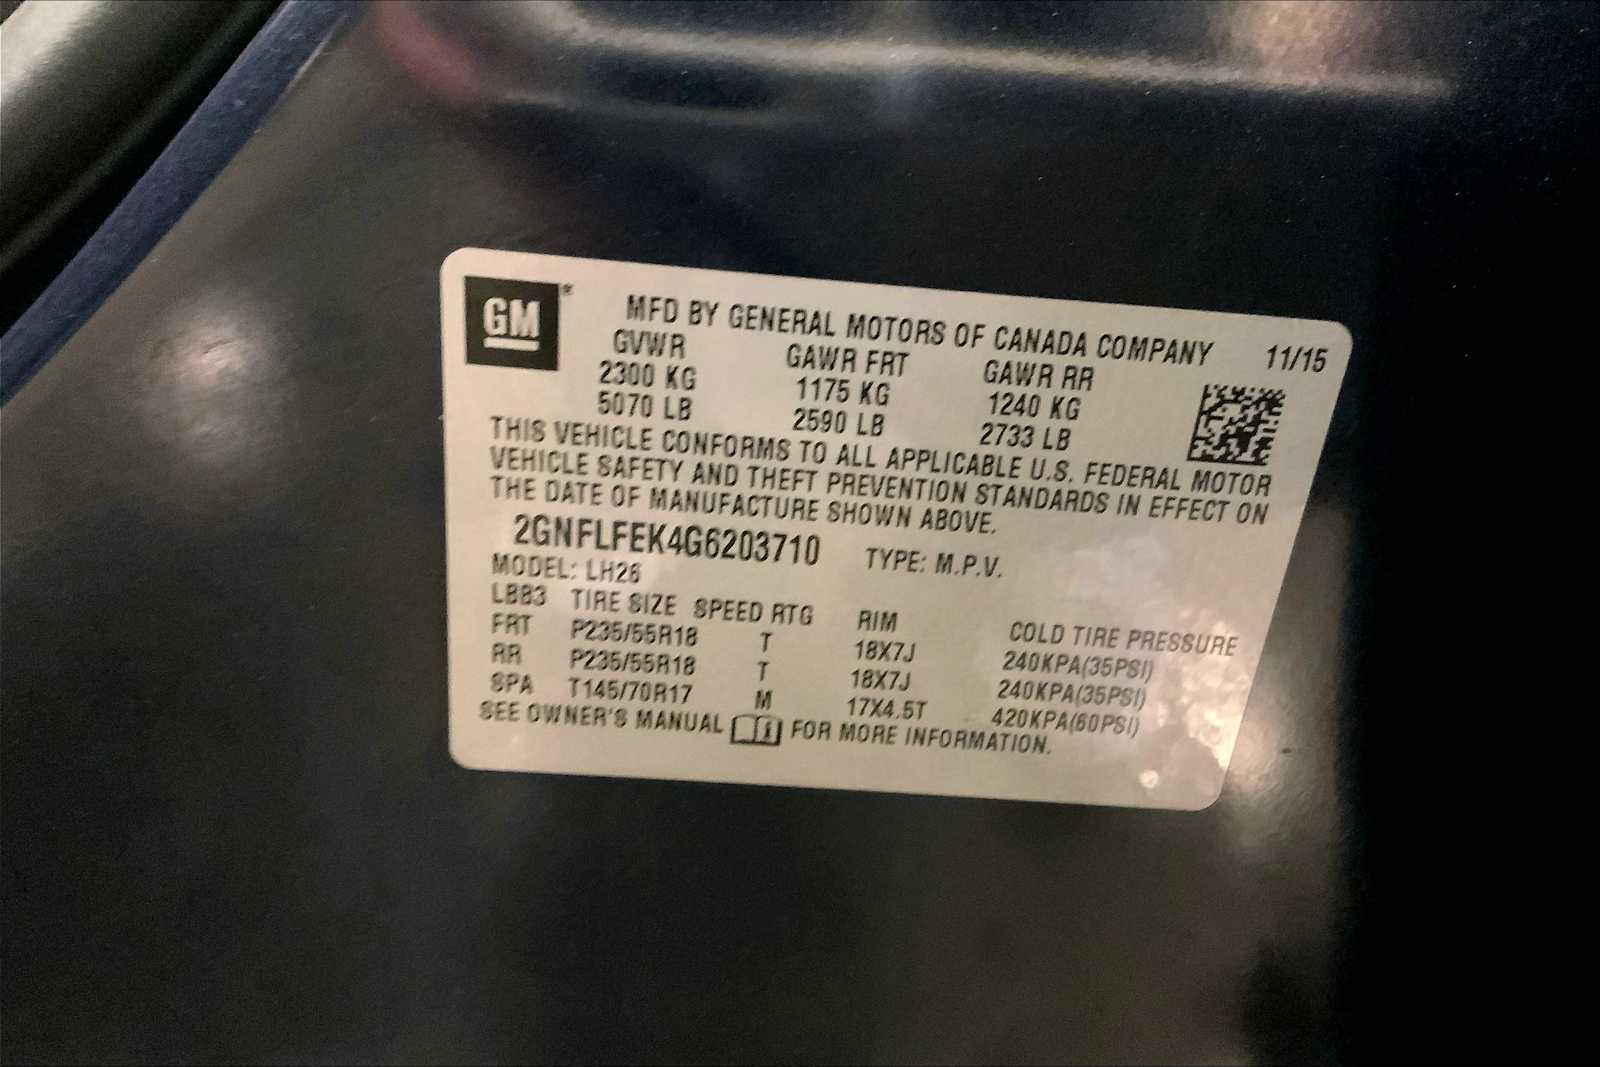 GM® MFD BY GENERAL MOTORS OF CANADA COMPANY 11/15
GVWR GAWR FRT GAWR RR
2300 KG 1175 KG 1240 KG
5070 LB 2590 LB 2733 LB
THIS VEHICLE CONFORMS TO ALL APPLICABLE U.S. FEDERAL MOTOR
VEHICLE SAFETY AND THEFT PREVENTION STANDARDS IN EFFECT ON
THE DATE OF MANUFACTURE SHOWN ABOVE.
2GNFLFEK4G6203710 TYPE: M.P.V.
MODEL: LH26
LBB3 TIRE SIZE SPEED RTG RIM COLD TIRE PRESSURE
FRT P235/55R18 T 18X7J 240KPA(35PSI)
RR P235/55R18 T 18X7J 240KPA(35PSI)
SPA T145/70R17 M 17X4.5T 420KPA(60PSI)
SEE OWNER'S MANUAL FOR MORE INFORMATION.